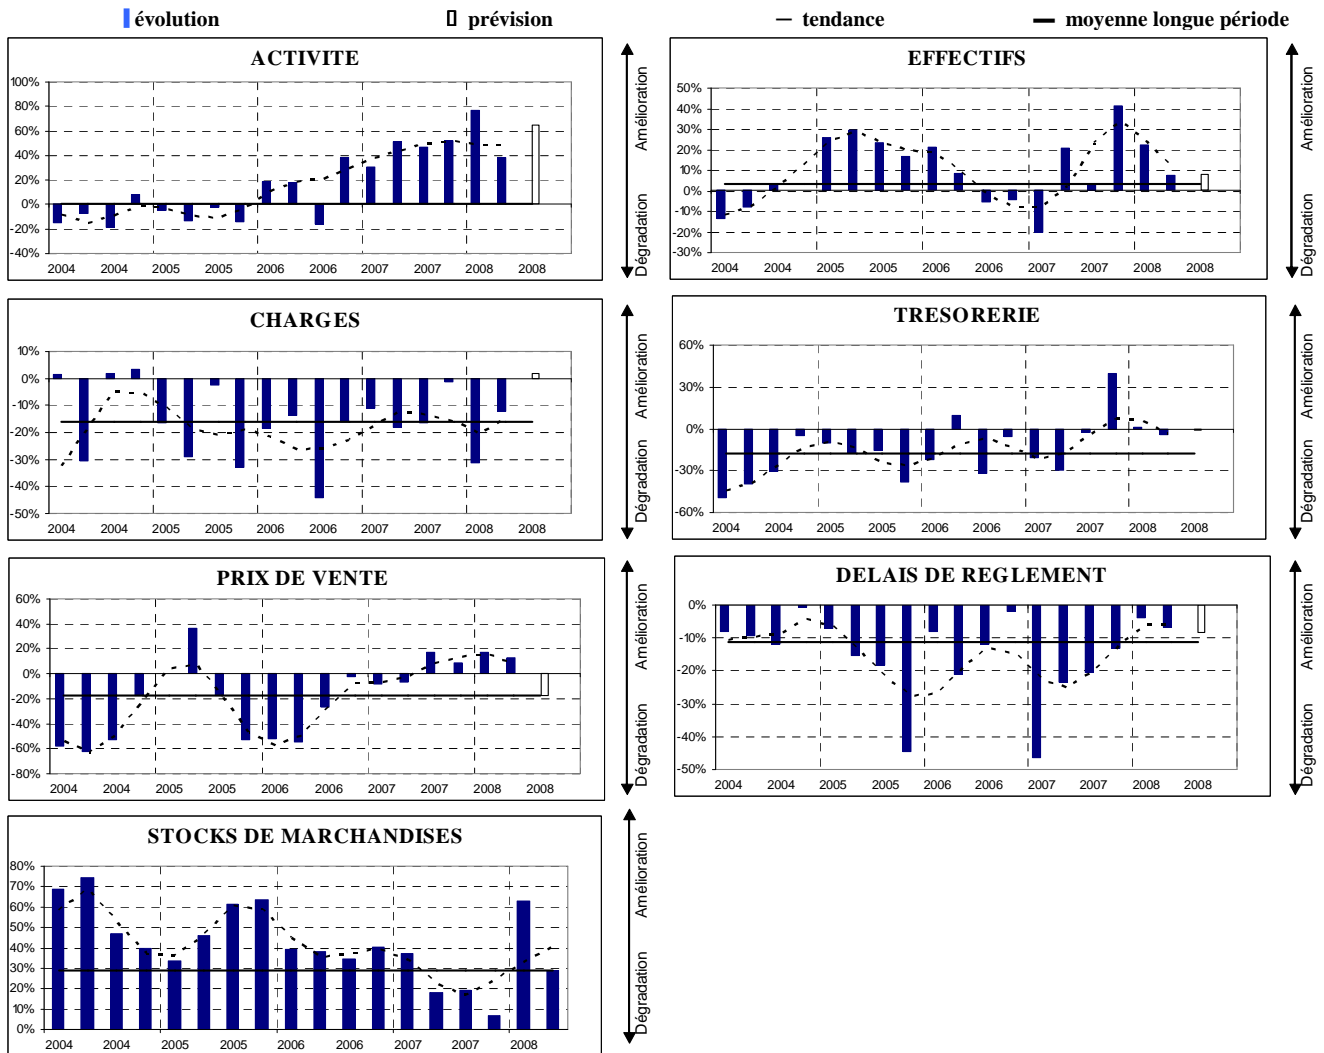 évolution prévision tendance moyenne longue période
ACTIVITE
100%
80%
60%
40%
20%
0%
-20%
-40%
2004 2004 2005 2005 2006 2006 2007 2007 2008 2008
Amélioration
Dégradation
EFFECTIFS
50%
40%
30%
20%
10%
0%
-10%
-20%
-30%
2004 2004 2005 2005 2006 2006 2007 2007 2008 2008
Amélioration
Dégradation
CHARGES
10%
0%
-10%
-20%
-30%
-40%
-50%
2004 2004 2005 2005 2006 2006 2007 2007 2008 2008
Amélioration
Dégradation
TRESORERIE
60%
30%
0%
-30%
-60%
2004 2004 2005 2005 2006 2006 2007 2007 2008 2008
Amélioration
Dégradation
PRIX DE VENTE
60%
40%
20%
0%
-20%
-40%
-60%
-80%
2004 2004 2005 2005 2006 2006 2007 2007 2008 2008
Amélioration
Dégradation
DELAIS DE REGLEMENT
0%
-10%
-20%
-30%
-40%
-50%
2004 2004 2005 2005 2006 2006 2007 2007 2008 2008
Amélioration
Dégradation
STOCKS DE MARCHANDISES
80%
70%
60%
50%
40%
30%
20%
10%
0%
2004 2004 2005 2005 2006 2006 2007 2007 2008
Amélioration
Dégradation